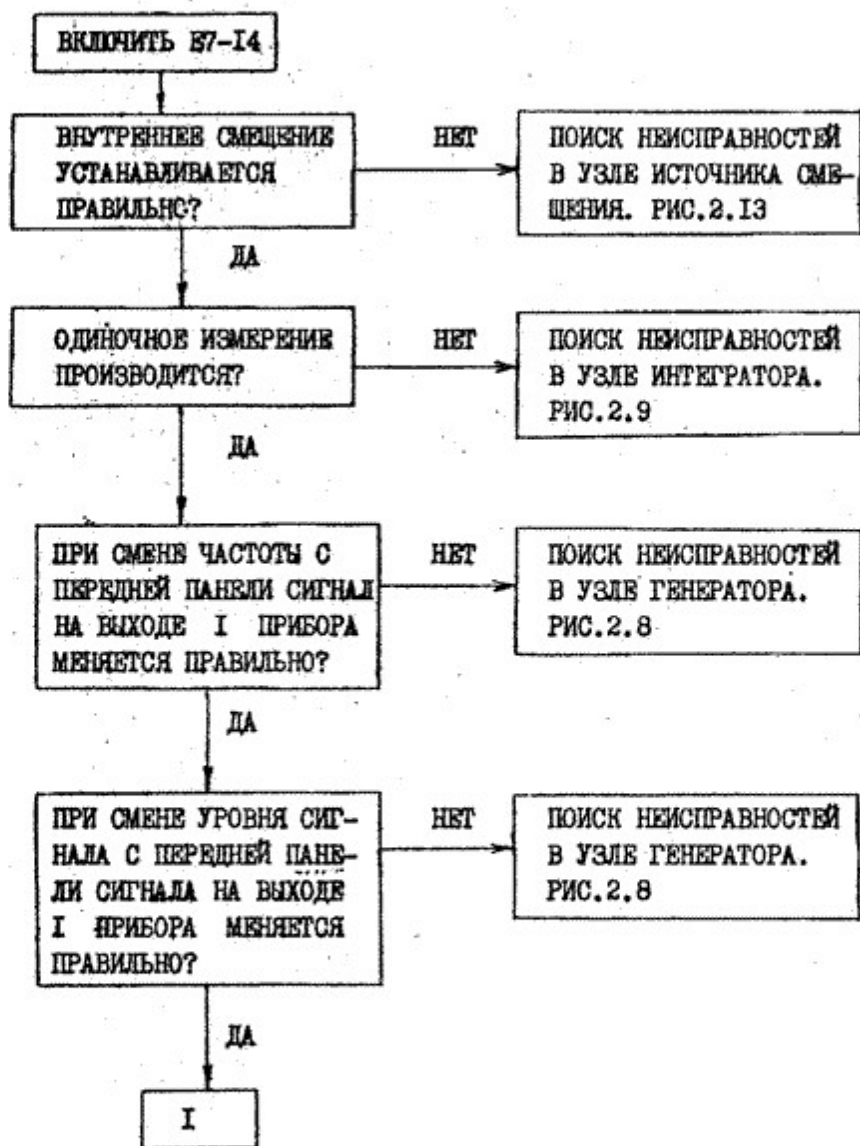 ВКЛЮЧИТЬ Е7-I4
ВНУТРЕННЕЕ СМЕЩЕНИЕ
УСТАНАВЛИВАЕТСЯ
ПРАВИЛЬНО?
НЕТ
ПОИСК НЕИСПРАВНОСТЕЙ
В УЗЛЕ ИСТОЧНИКА СМЕ-
ЩЕНИЯ. РИС.2.I3
ДА
ОДИНОЧНОЕ ИЗМЕРЕНИЕ
ПРОИЗВОДИТСЯ?
НЕТ
ПОИСК НЕИСПРАВНОСТЕЙ
В УЗЛЕ ИНТЕГРАТОРА.
РИС.2.9
ДА
ПРИ СМЕНЕ ЧАСТОТЫ С
ПЕРЕДНЕЙ ПАНЕЛИ СИГНАЛ
НА ВЫХОДЕ I ПРИБОРА
МЕНЯЕТСЯ ПРАВИЛЬНО?
НЕТ
ПОИСК НЕИСПРАВНОСТЕЙ
В УЗЛЕ ГЕНЕРАТОРА.
РИС.2.8
ДА
ПРИ СМЕНЕ УРОВНЯ СИГ-
НАЛА С ПЕРЕДНЕЙ ПАНЕ-
ЛИ СИГНАЛА НА ВЫХОДЕ
I ПРИБОРА МЕНЯЕТСЯ
ПРАВИЛЬНО?
НЕТ
ПОИСК НЕИСПРАВНОСТЕЙ
В УЗЛЕ ГЕНЕРАТОРА.
РИС.2.8
ДА
I